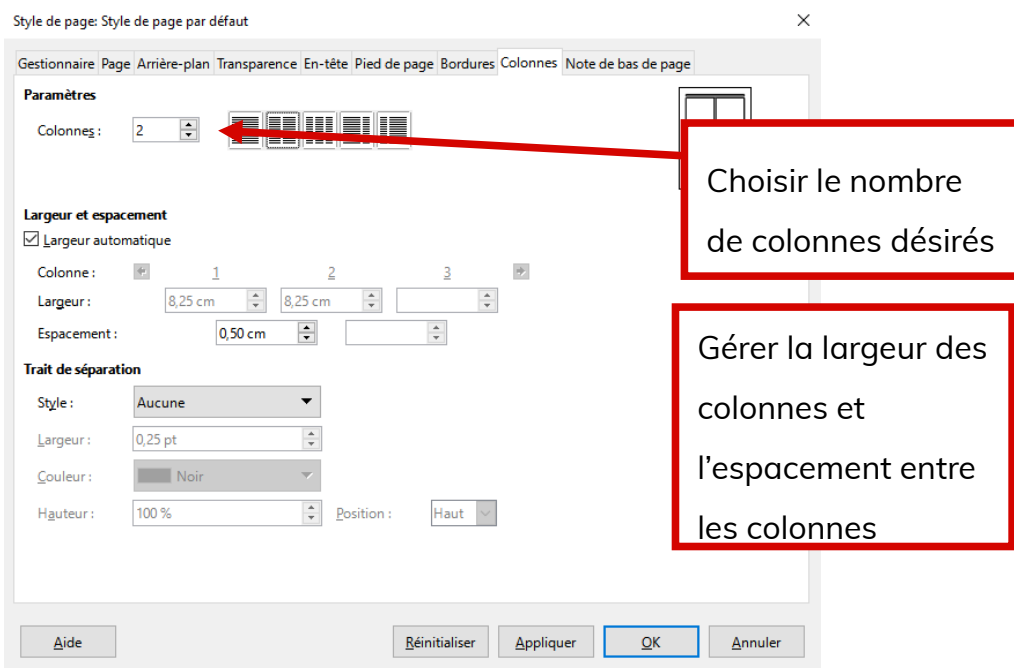 Style de page: Style de page par défaut
Gestionnaire Page Arrière-plan Transparence En-tête Pied de page Bordures Colonnes Note de bas de page
Paramètres
Colonnes : 2
Choisir le nombre
de colonnes désirés
Largeur et espacement
Largeur automatique
Colonne : 1 2 3
Largeur : 8,25 cm 8,25 cm
Espacement : 0,50 cm
Gérer la largeur des
colonnes et
l'espacement entre
les colonnes
Trait de séparation
Style : Aucune
Largeur : 0,25 pt
Couleur : Noir
Hauteur : 100 % Position : Haut
Aide Réinitialiser Appliquer OK Annuler